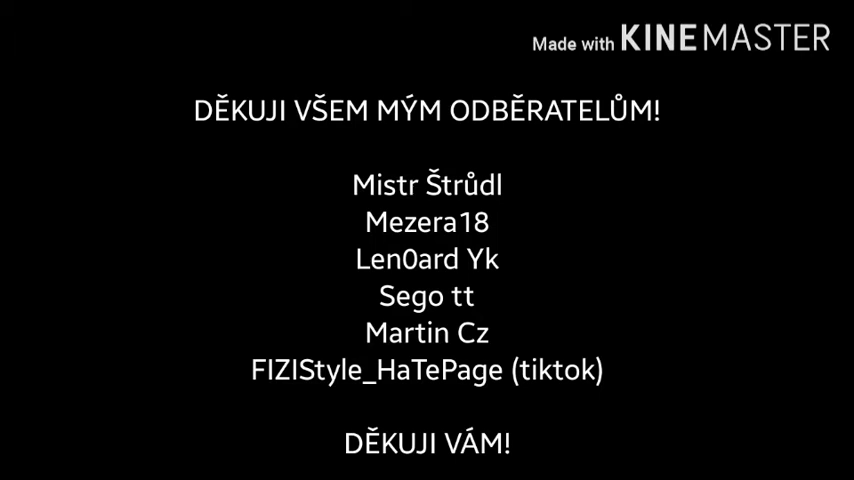 Made with KINEMASTER
DĚKUJI VŠEM MÝM ODBĚRATELŮM!
Mistr Štrůdl
Mezera18
Len0ard Yk
Sego tt
Martin Cz
FIZIStyle_HaTePage (tiktok)
DĚKUJI VÁM!